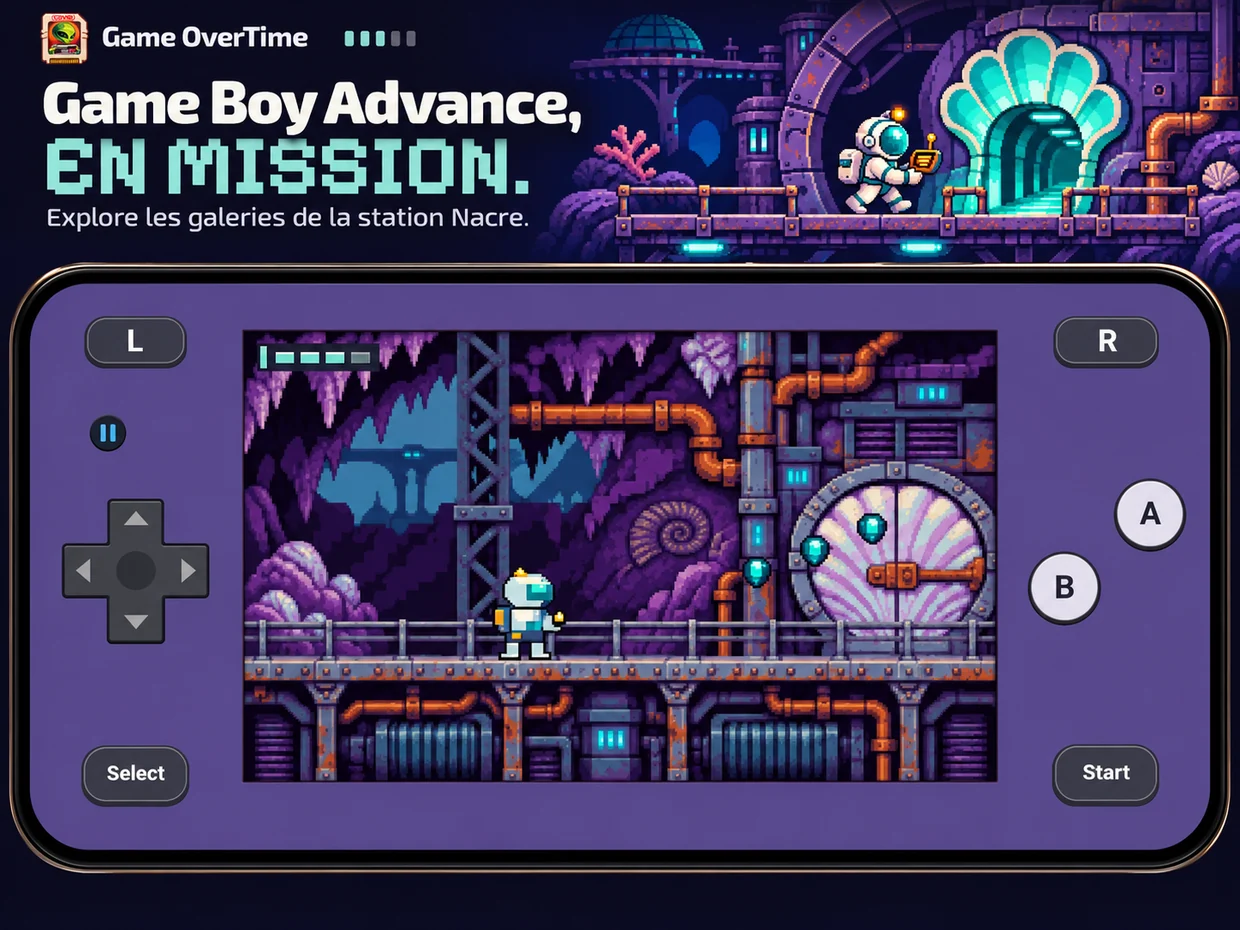 Game OverTime
Game Boy Advance,
EN MISSION.
Explore les galeries de la station Nacre.
L
R
A
B
Select
Start